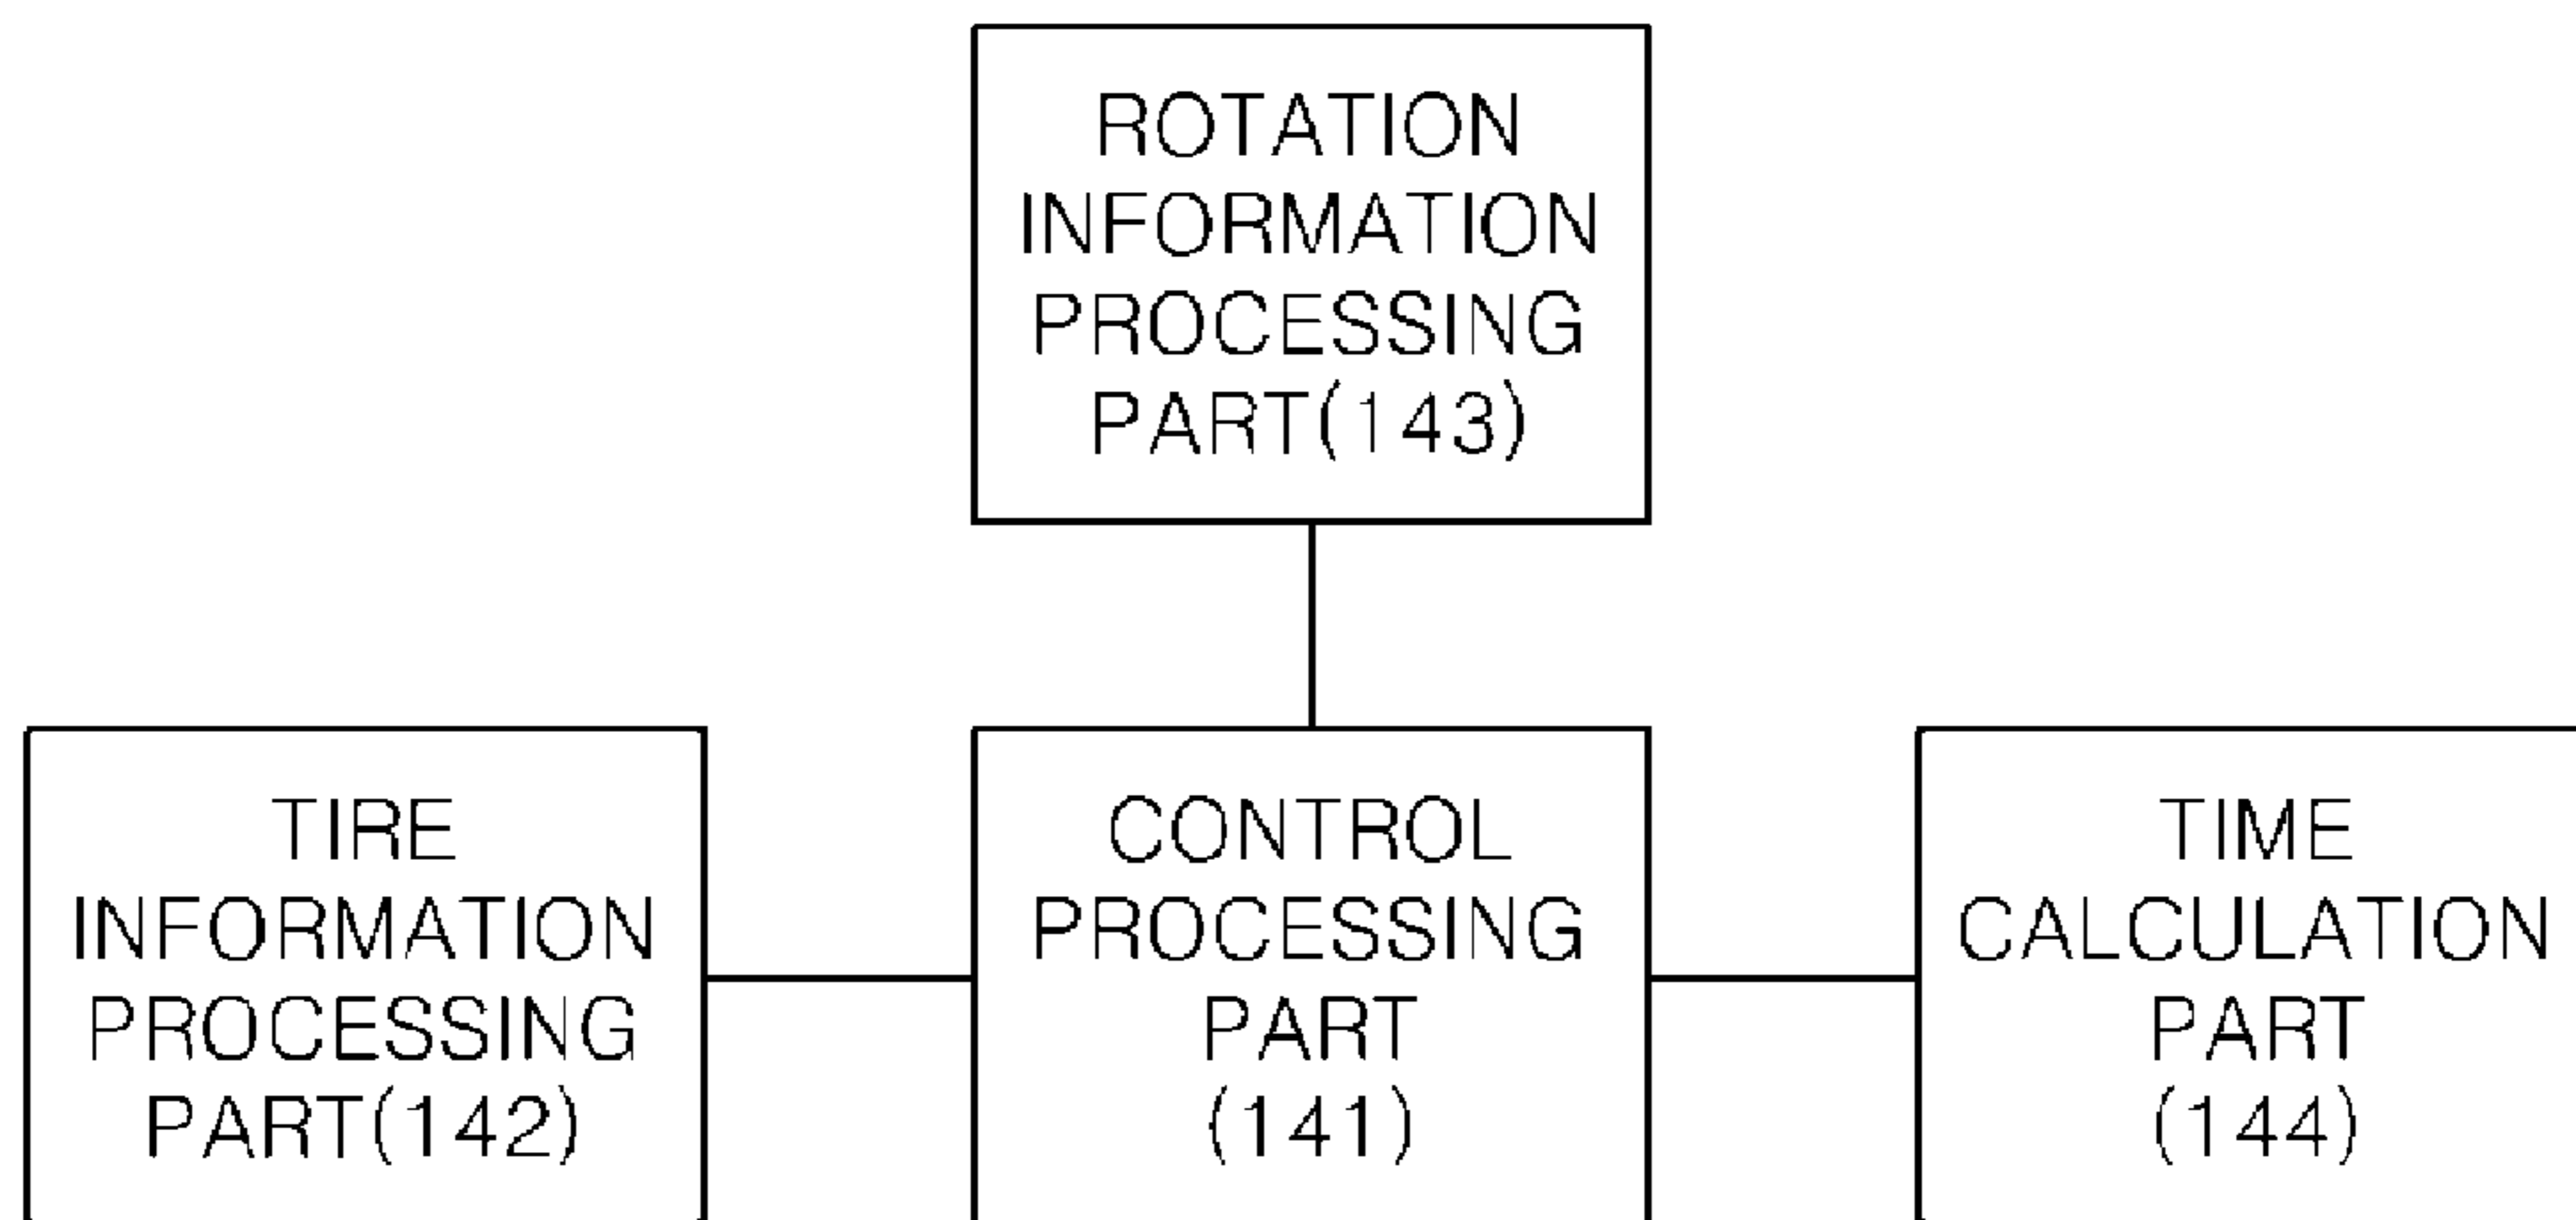 ROTATION
INFORMATION
PROCESSING
PART(143)
TIRE
INFORMATION
PROCESSING
PART(142)
CONTROL
PROCESSING
PART
(141)
TIME
CALCULATION
PART
(144)